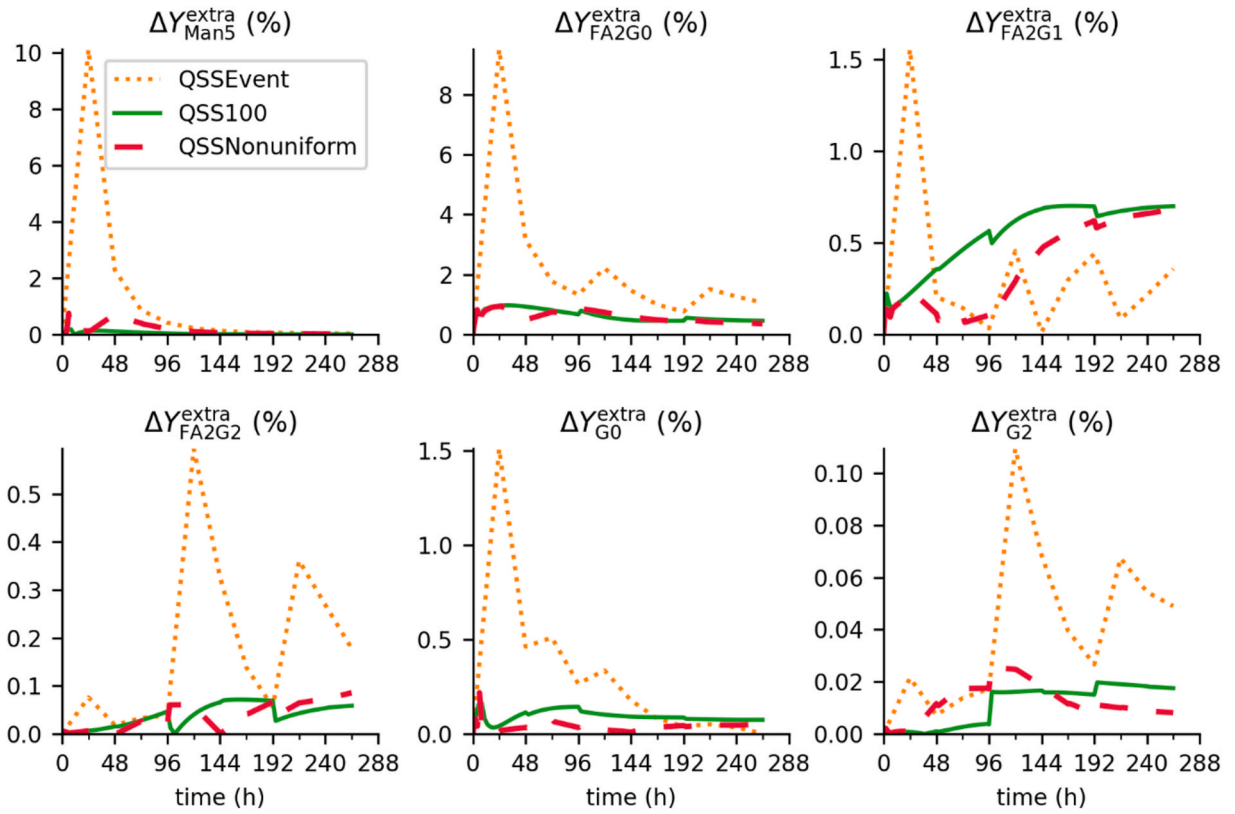 ΔY^extra_Man5 (%)
10
8
6
4
2
0
0 48 96 144 192 240 288
QSSEvent
QSS100
QSSNonuniform
ΔY^extra_FA2G0 (%)
8
6
4
2
0
0 48 96 144 192 240 288
ΔY^extra_FA2G1 (%)
1.5
1.0
0.5
0.0
0 48 96 144 192 240 288
ΔY^extra_FA2G2 (%)
0.5
0.4
0.3
0.2
0.1
0.0
0 48 96 144 192 240 288
time (h)
ΔY^extra_G0 (%)
1.5
1.0
0.5
0.0
0 48 96 144 192 240 288
time (h)
ΔY^extra_G2 (%)
0.10
0.08
0.06
0.04
0.02
0.00
0 48 96 144 192 240 288
time (h)